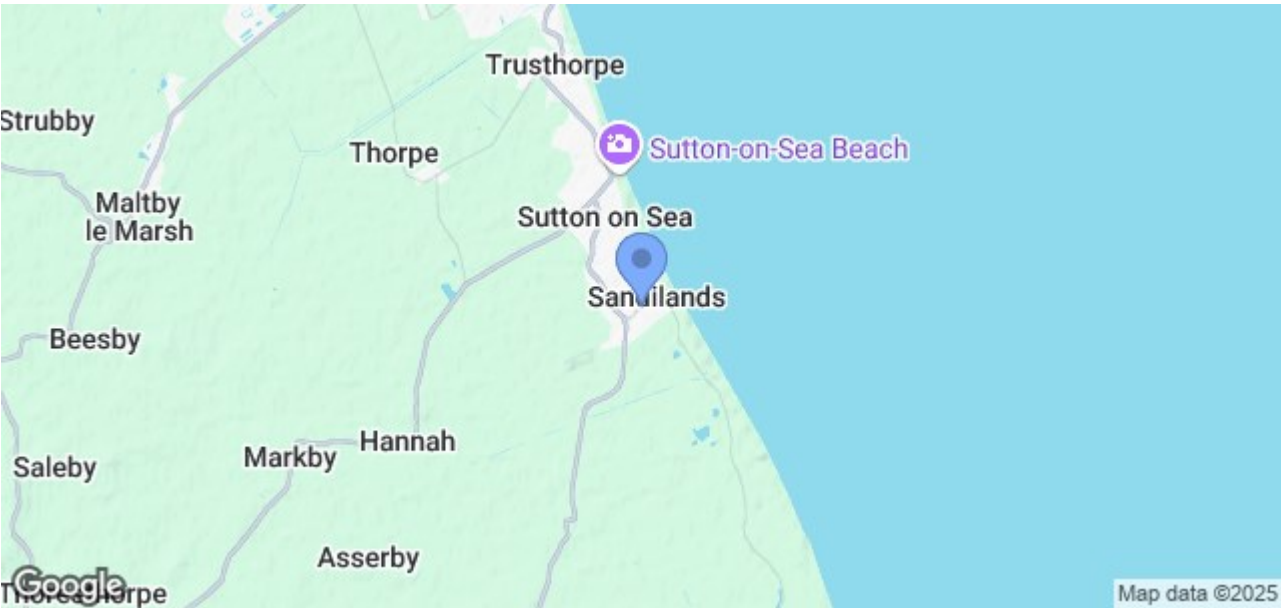 Trusthorpe
Strubby
Thorpe
Sutton-on-Sea Beach
Maltby
le Marsh
Sutton on Sea
Sandilands
Beesby
Hannah
Markby
Saleby
Asserby
Thoresthorpe
Google
Map data ©2025